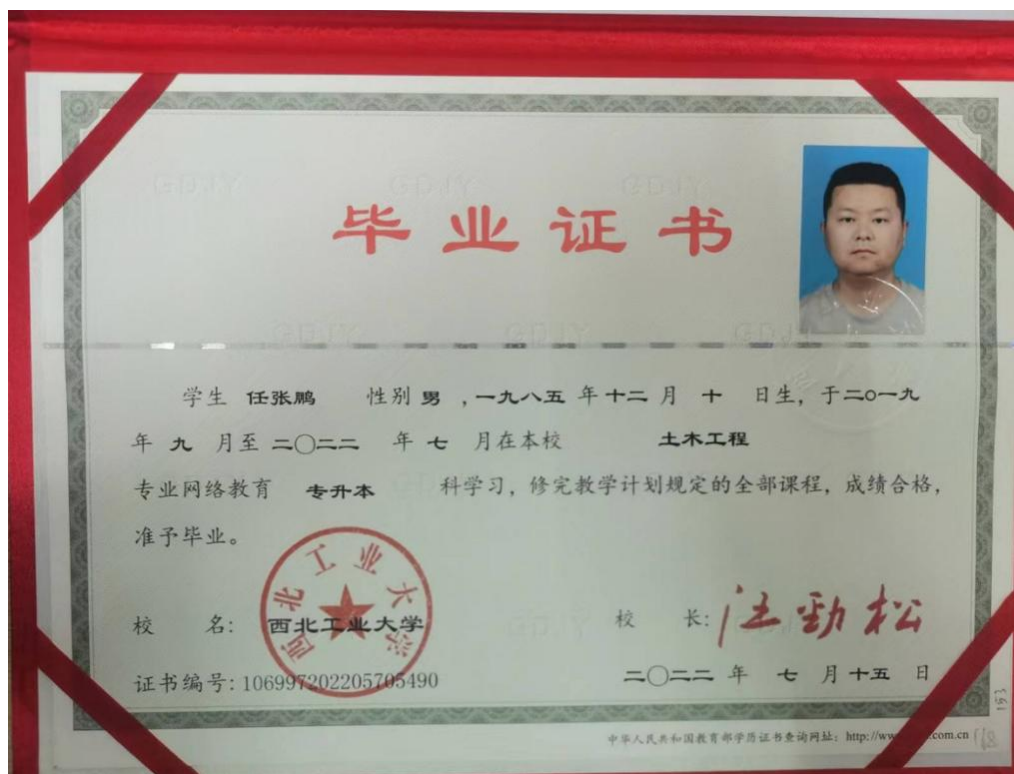 GDJY GDJY GDJY
毕业证书
GDJY GDJY GDJY
学生 任张鹏 性别 男 ，一九八五 年 十二 月 十 日生，于二〇一九
年 九 月至 二〇二二 年 七 月在本校 土木工程
专业网络教育 专升本 科学习，修完教学计划规定的全部课程，成绩合格，
准予毕业。
西北工业大学
校 名：西北工业大学
校 长：汪劲松
证书编号：106997202205705490
二〇二二 年 七 月 十五 日
153
中华人民共和国教育部学历证书查询网址：http://www .com.cn